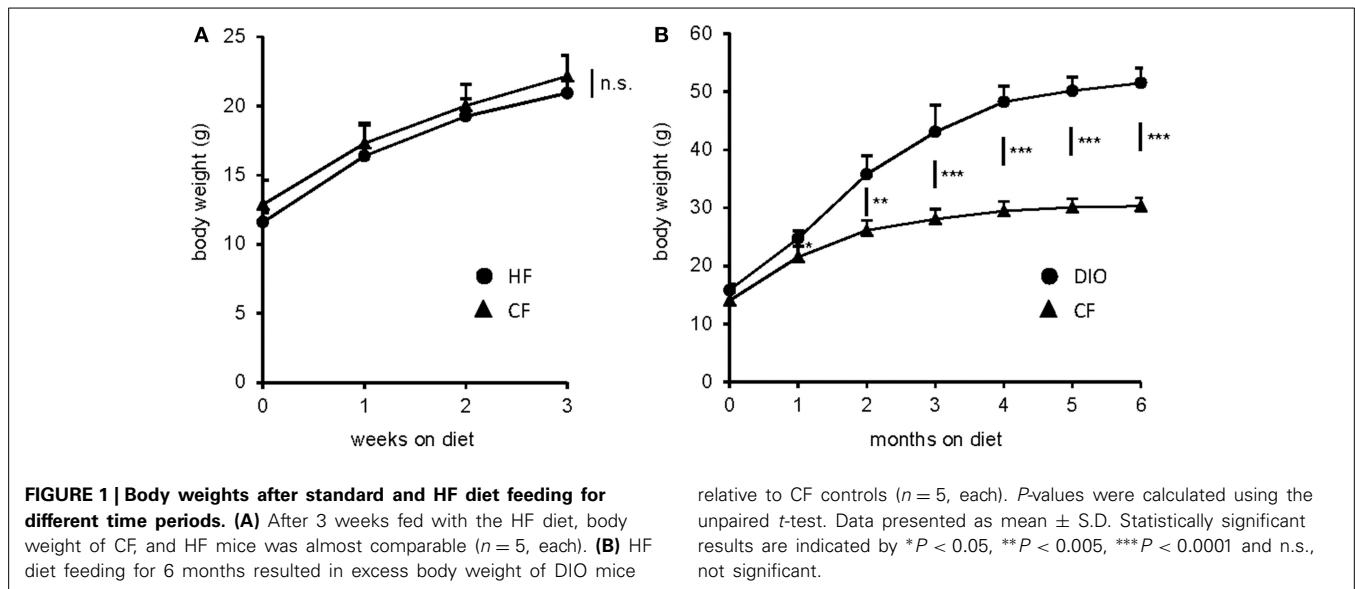 A
25
20
15
10
5
0
body weight (g)
n.s.
HF
CF
0 1 2 3
weeks on diet
B
60
50
40
30
20
10
0
body weight (g)
*
**
***
***
***
***
DIO
CF
0 1 2 3 4 5 6
months on diet
FIGURE 1 | Body weights after standard and HF diet feeding for
different time periods. (A) After 3 weeks fed with the HF diet, body
weight of CF, and HF mice was almost comparable (n = 5, each). (B) HF
diet feeding for 6 months resulted in excess body weight of DIO mice
relative to CF controls (n = 5, each). P-values were calculated using the
unpaired t-test. Data presented as mean ± S.D. Statistically significant
results are indicated by *P < 0.05, **P < 0.005, ***P < 0.0001 and n.s.,
not significant.